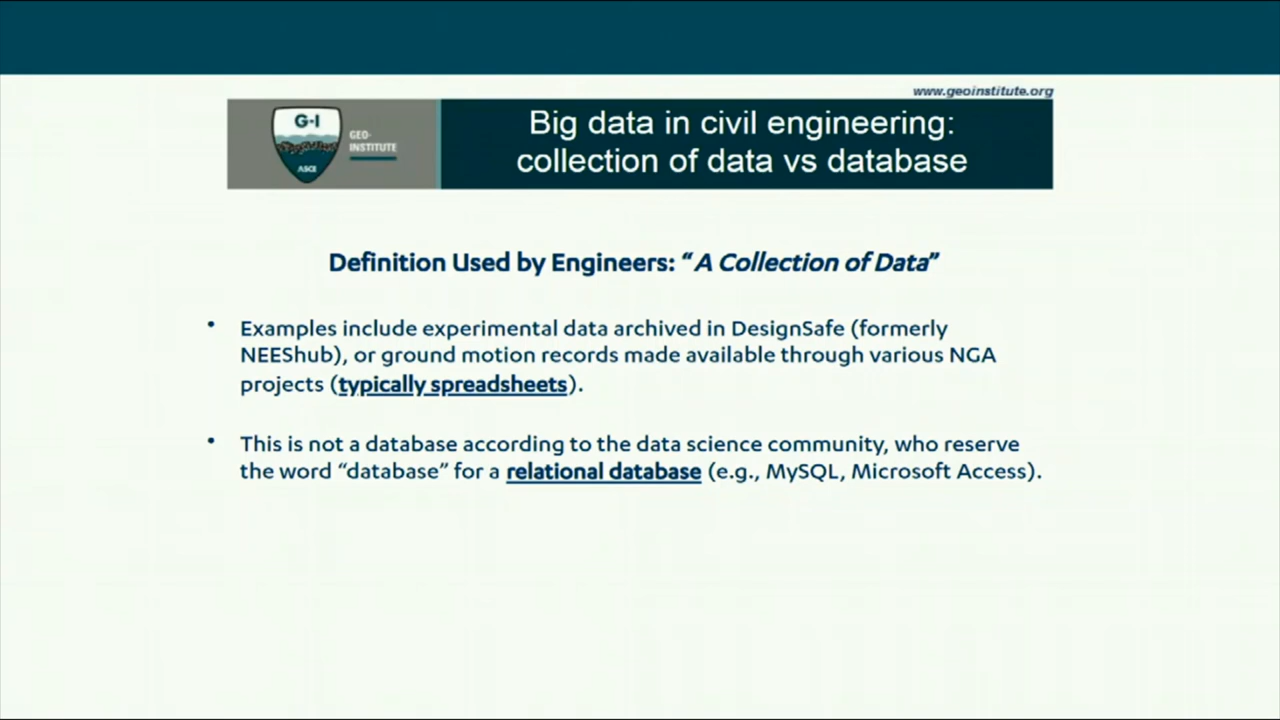 www.geoinstitute.org
G-I
GEO-
INSTITUTE
ASCE
Big data in civil engineering:
collection of data vs database
Definition Used by Engineers: “A Collection of Data”
• Examples include experimental data archived in DesignSafe (formerly
NEEShub), or ground motion records made available through various NGA
projects (typically spreadsheets).
• This is not a database according to the data science community, who reserve
the word “database” for a relational database (e.g., MySQL, Microsoft Access).